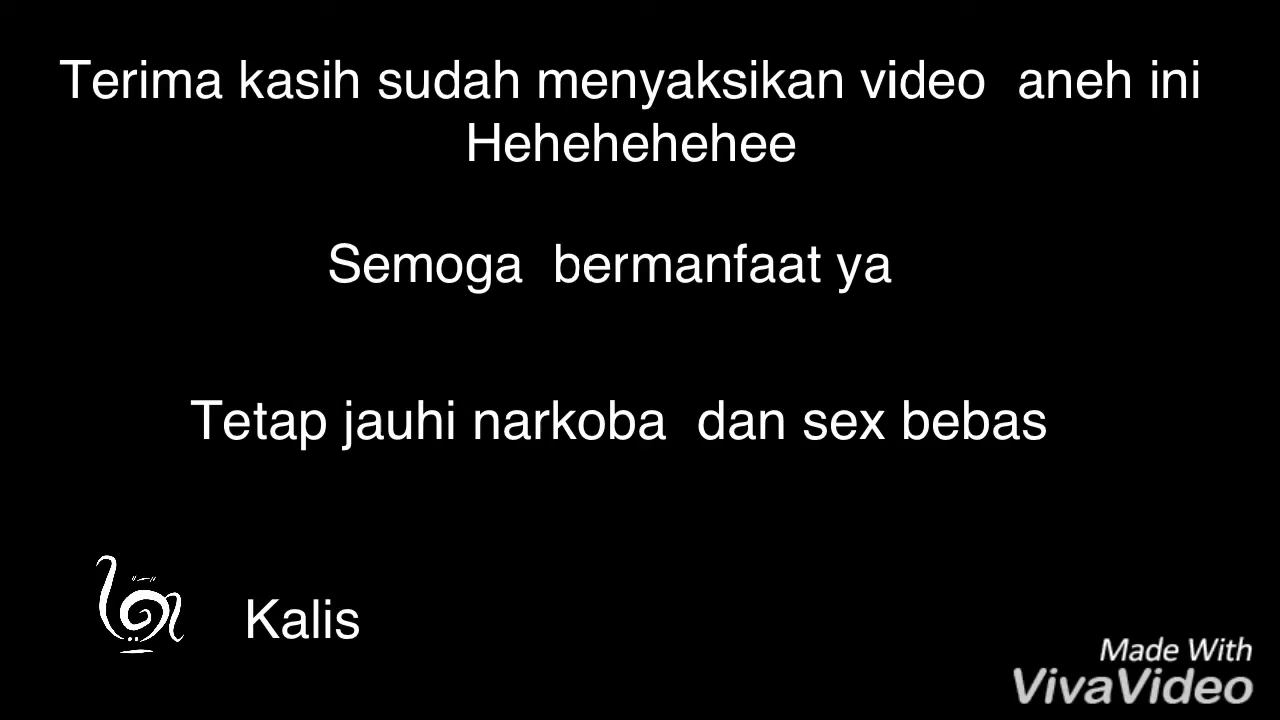 Terima kasih sudah menyaksikan video aneh ini
Hehehehehee
Semoga bermanfaat ya
Tetap jauhi narkoba dan sex bebas
Kalis
Made With
VivaVideo